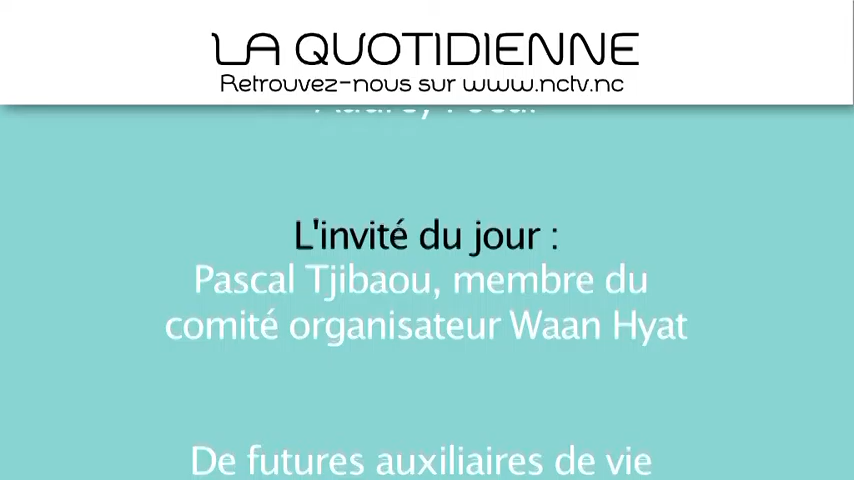 LA QUOTIDIENNE
Retrouvez-nous sur www.nctv.nc
L'invité du jour :
Pascal Tjibaou, membre du
comité organisateur Waan Hyat
De futures auxiliaires de vie